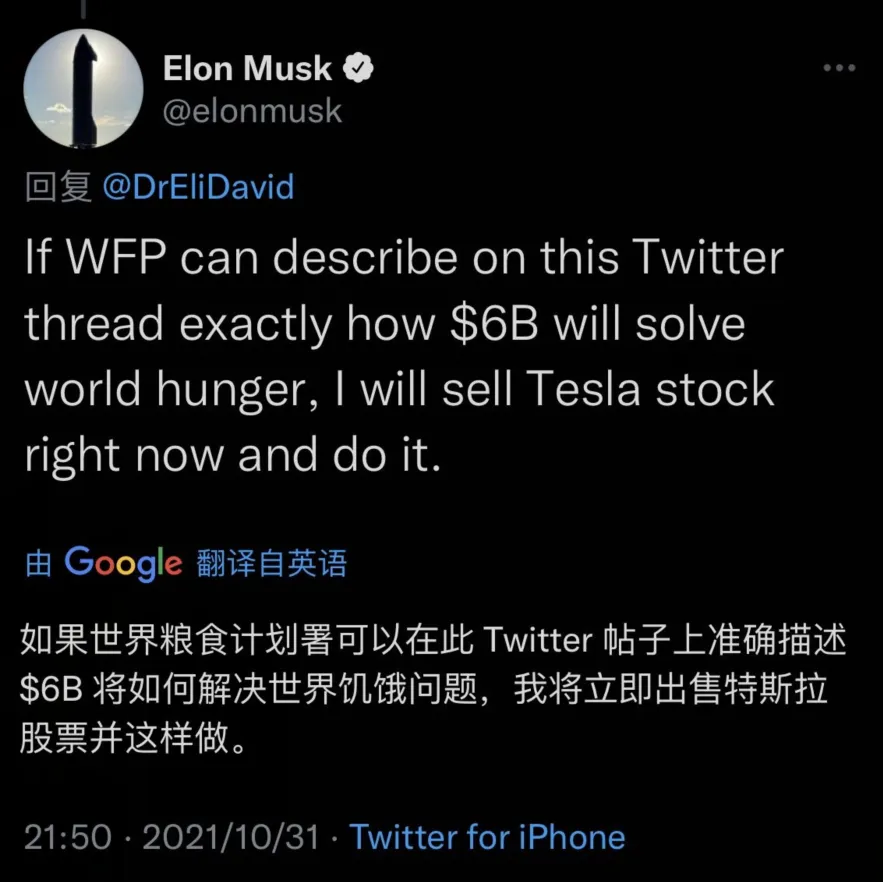 Elon Musk
@elonmusk
回复 @DrEliDavid
If WFP can describe on this Twitter
thread exactly how $6B will solve
world hunger, I will sell Tesla stock
right now and do it.
由 Google 翻译自英语
如果世界粮食计划署可以在此 Twitter 帖子上准确描述
$6B 将如何解决世界饥饿问题，我将立即出售特斯拉
股票并这样做。
21:50 · 2021/10/31 · Twitter for iPhone